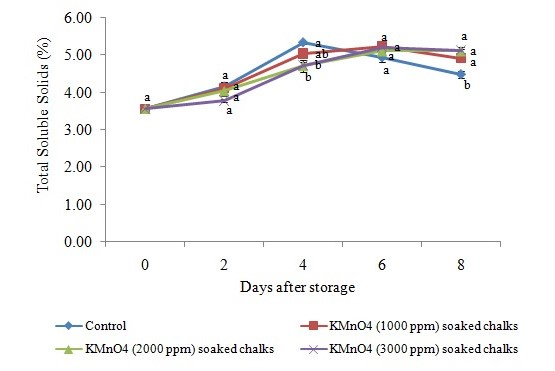 6.00
5.00
4.00
3.00
2.00
1.00
0.00
Total Soluble Solids (%)
a
a
a
a
a
ab
b
b
a
a
a
a
a
a
a
b
0 2 4 6 8
Days after storage
Control
KMnO4 (1000 ppm) soaked chalks
KMnO4 (2000 ppm) soaked chalks
KMnO4 (3000 ppm) soaked chalks